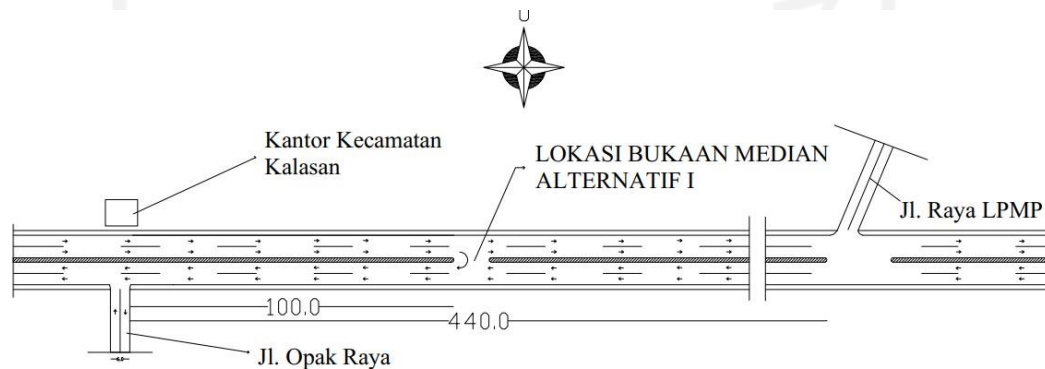 U
Kantor Kecamatan
Kalasan
LOKASI BUKAAN MEDIAN
ALTERNATIF I
Jl. Raya LPMP
100.0
440.0
Jl. Opak Raya